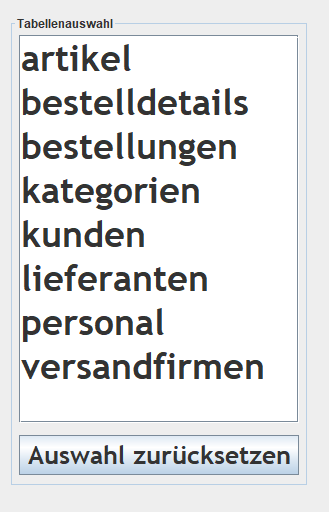 Tabellenauswahl
artikel
bestelldetails
bestellungen
kategorien
kunden
lieferanten
personal
versandfirmen
Auswahl zurücksetzen